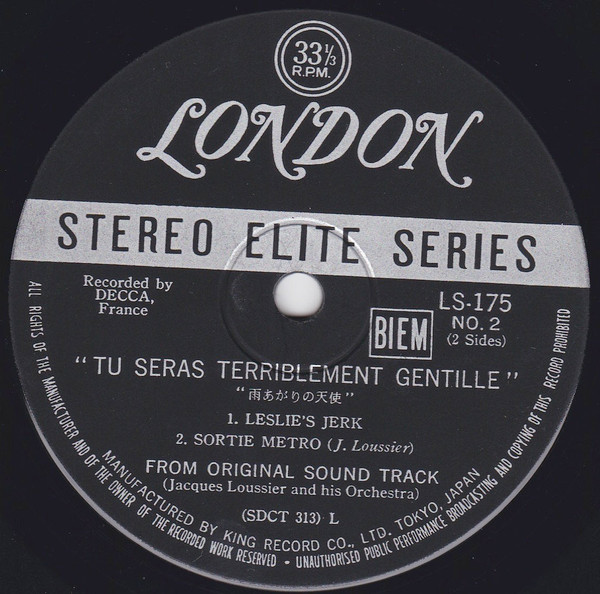 33 1/3
R.P.M.
LONDON
STEREO ELITE SERIES
Recorded by
DECCA,
France
BIEM
LS-175
NO. 2
(2 Sides)
"TU SERAS TERRIBLEMENT GENTILLE"
"雨あがりの天使"
1. LESLIE'S JERK
2. SORTIE METRO (J. Loussier)
FROM ORIGINAL SOUND TRACK
(Jacques Loussier and his Orchestra)
(SDCT 313) L
MANUFACTURED BY KING RECORD CO., LTD. TOKYO, JAPAN
ALL RIGHTS OF THE MANUFACTURER AND OF THE OWNER OF THE RECORDED WORK RESERVED - UNAUTHORISED PUBLIC PERFORMANCE BROADCASTING AND COPYING OF THIS RECORD PROHIBITED